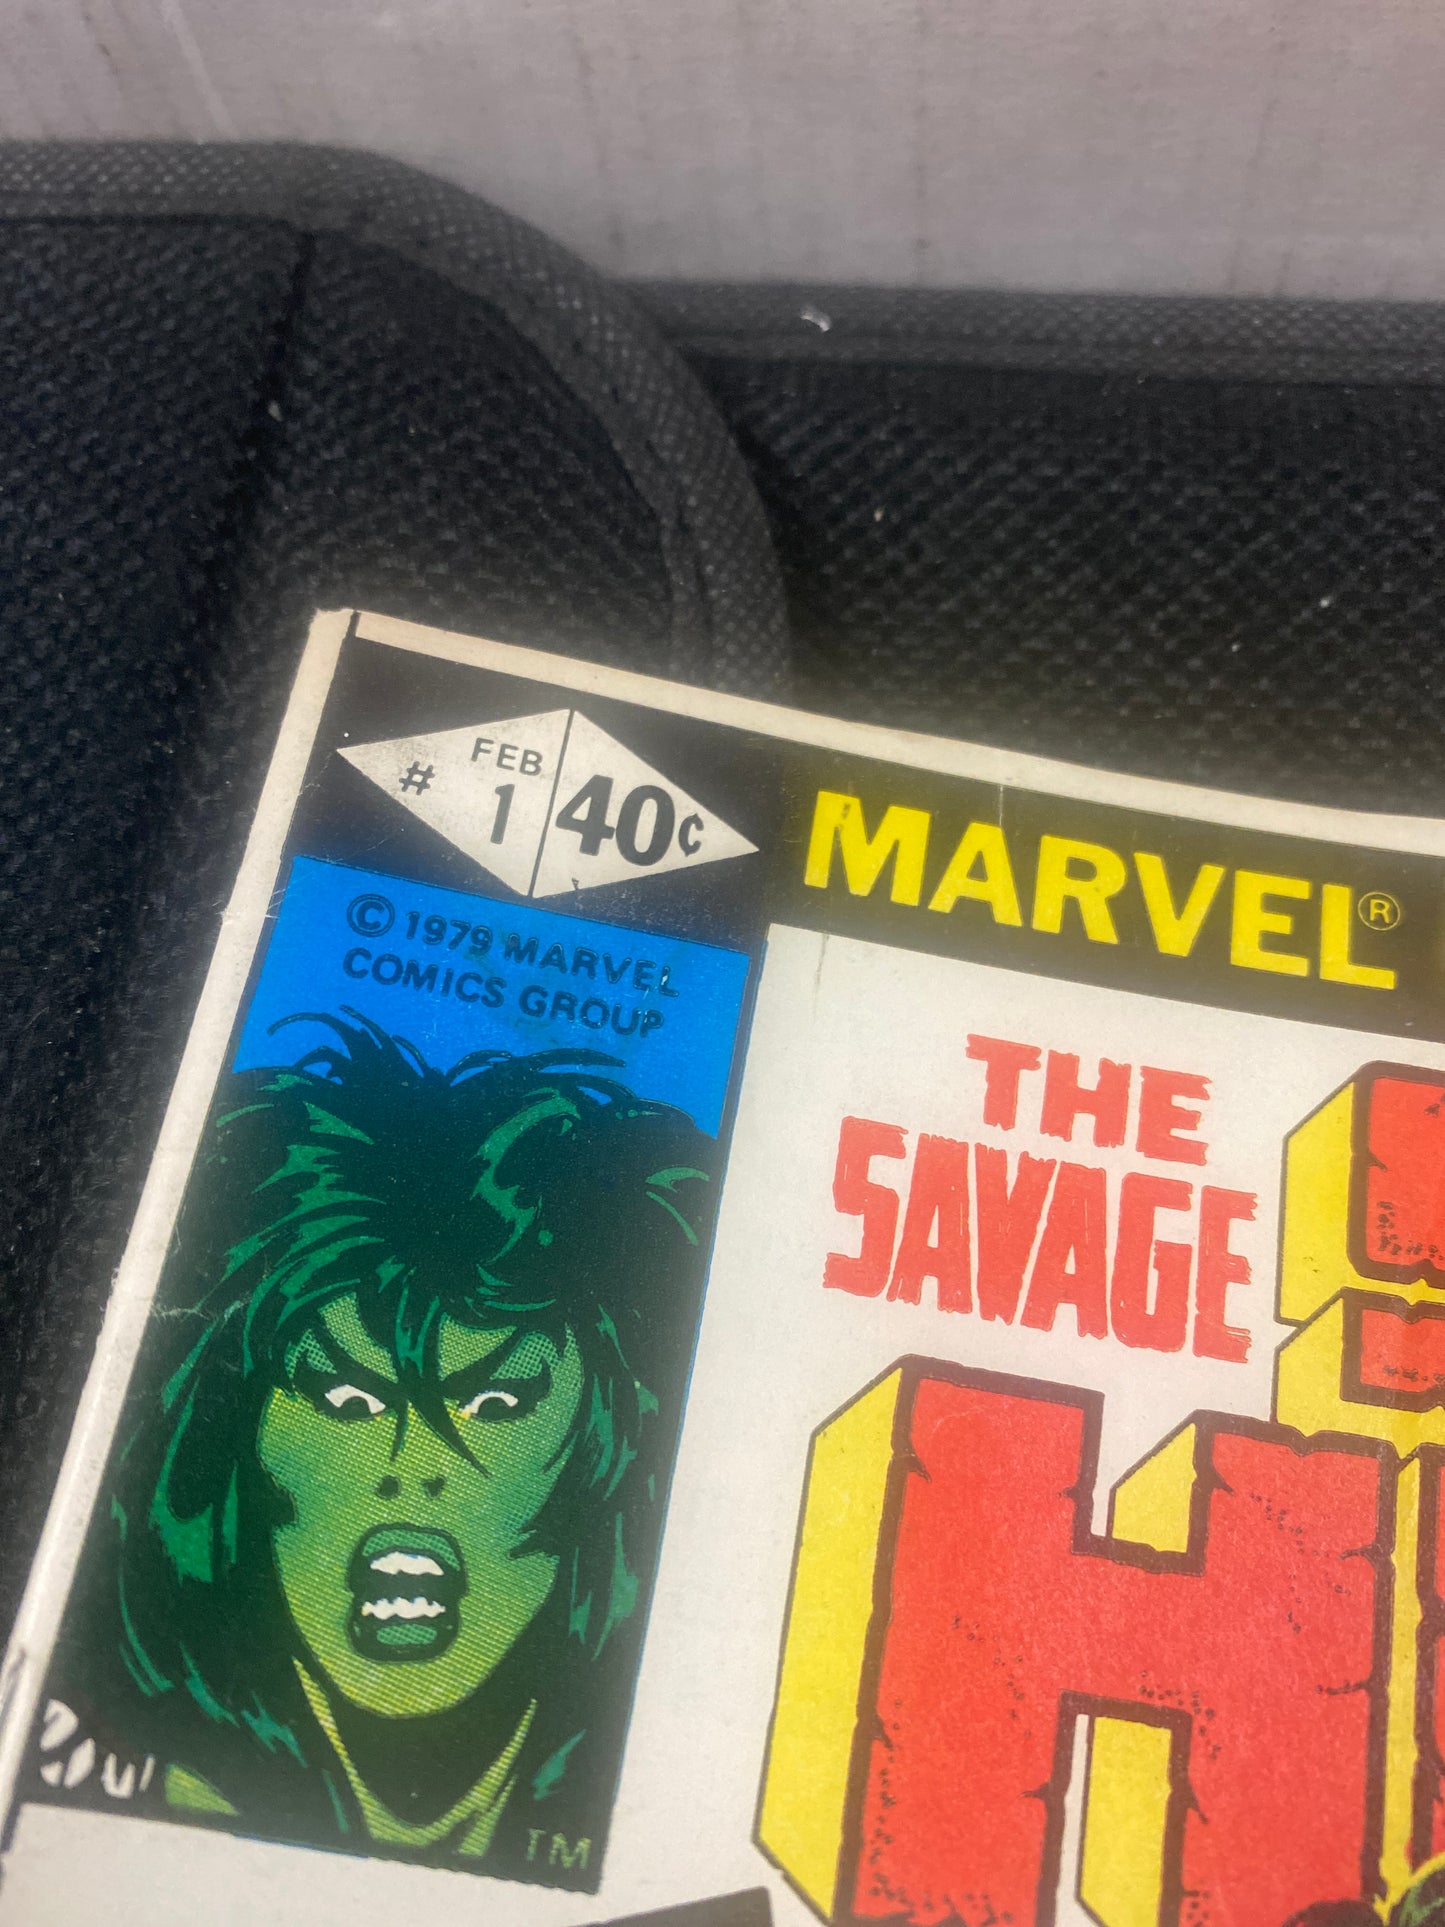 FEB
# 1 40¢
MARVEL®
© 1979 MARVEL
COMICS GROUP
THE
SAVAGE
TM